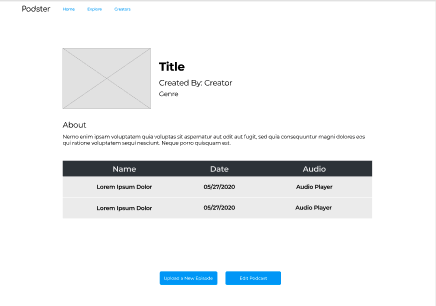 Podster Home Explore Creators
Title
Created By: Creator
Genre
About
Nemo enim ipsam voluptatem quia voluptas sit aspernatur aut odit aut fugit, sed quia consequuntur magni dolores eos
qui ratione voluptatem sequi nesciunt. Neque porro quisquam est.
Name Date Audio
Lorem Ipsum Dolor 05/27/2020 Audio Player
Lorem Ipsum Dolor 05/27/2020 Audio Player
Upload a New Episode Edit Podcast